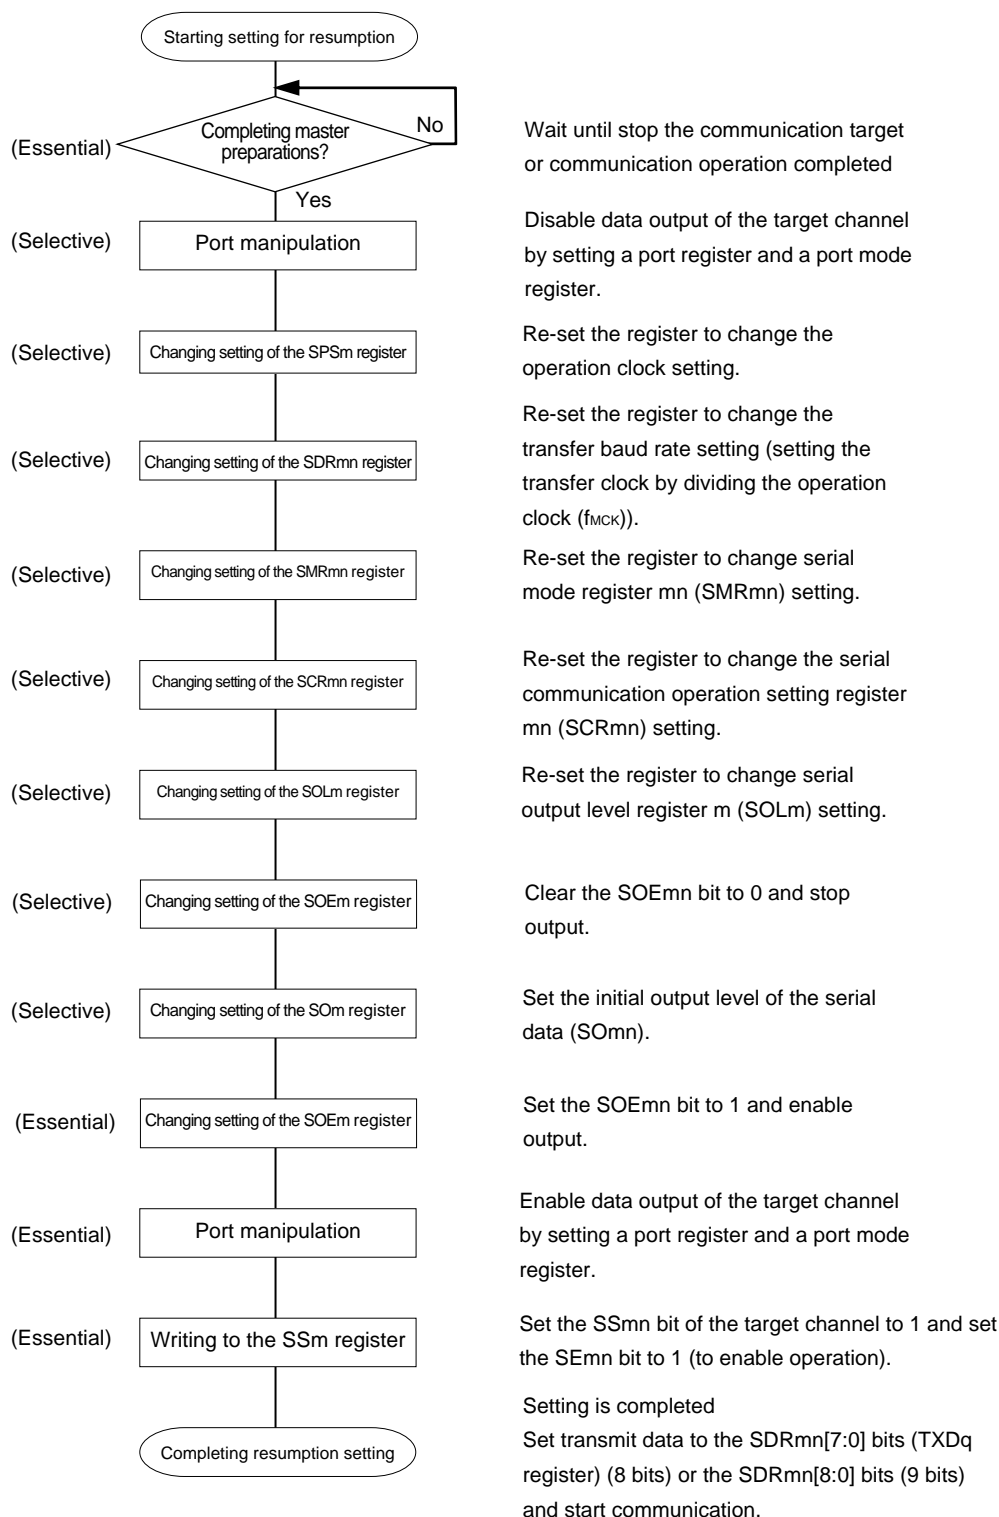 Starting setting for resumption
Completing master
preparations?
No
(Essential)
Wait until stop the communication target
or communication operation completed
Yes
(Selective)
Port manipulation
Disable data output of the target channel
by setting a port register and a port mode
register.
(Selective)
Changing setting of the SPSm register
Re-set the register to change the
operation clock setting.
(Selective)
Changing setting of the SDRmn register
Re-set the register to change the
transfer baud rate setting (setting the
transfer clock by dividing the operation
clock (fMCK)).
(Selective)
Changing setting of the SMRmn register
Re-set the register to change serial
mode register mn (SMRmn) setting.
(Selective)
Changing setting of the SCRmn register
Re-set the register to change the serial
communication operation setting register
mn (SCRmn) setting.
(Selective)
Changing setting of the SOLm register
Re-set the register to change serial
output level register m (SOLm) setting.
(Selective)
Changing setting of the SOEm register
Clear the SOEmn bit to 0 and stop
output.
(Selective)
Changing setting of the SOm register
Set the initial output level of the serial
data (SOmn).
(Essential)
Changing setting of the SOEm register
Set the SOEmn bit to 1 and enable
output.
(Essential)
Port manipulation
Enable data output of the target channel
by setting a port register and a port mode
register.
(Essential)
Writing to the SSm register
Set the SSmn bit of the target channel to 1 and set
the SEmn bit to 1 (to enable operation).
Completing resumption setting
Setting is completed
Set transmit data to the SDRmn[7:0] bits (TXDq
register) (8 bits) or the SDRmn[8:0] bits (9 bits)
and start communication.